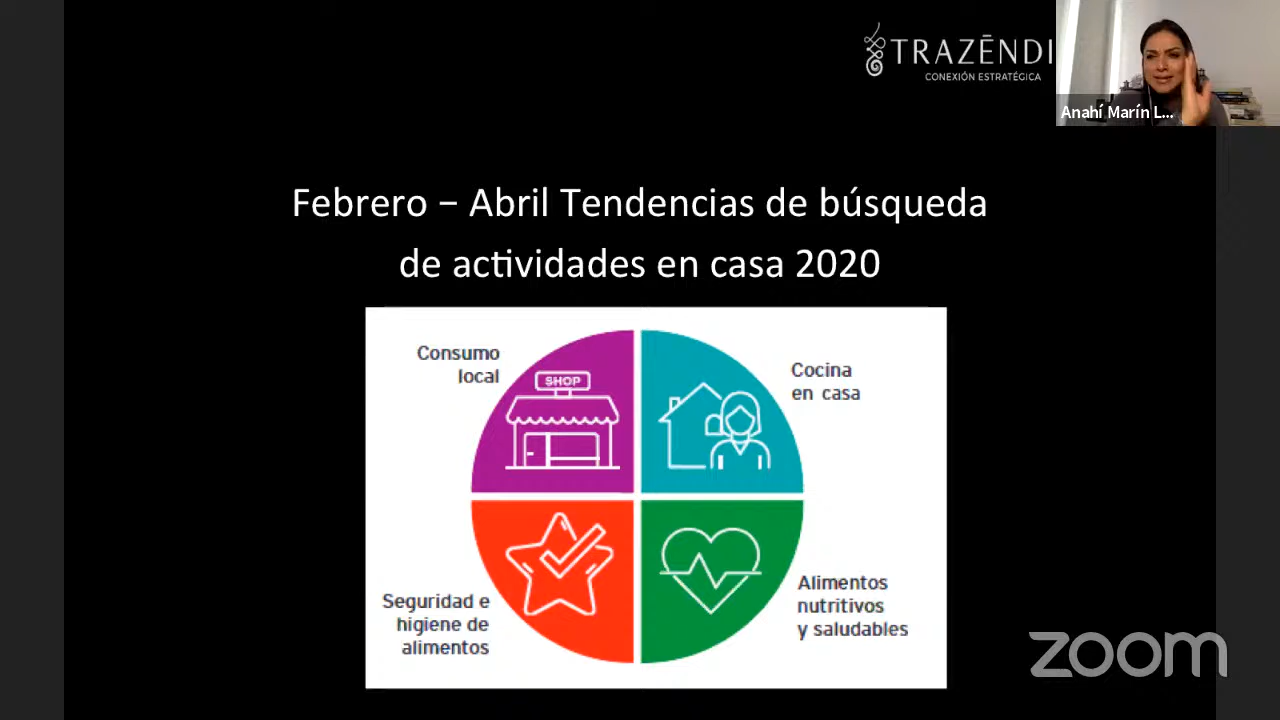 TRAZĒNDI
CONEXIÓN ESTRATÉGICA
Anahí Marín L...
Febrero – Abril Tendencias de búsqueda
de actividades en casa 2020
Consumo
local
SHOP
Cocina
en casa
Seguridad e
higiene de
alimentos
Alimentos
nutritivos
y saludables
zoom